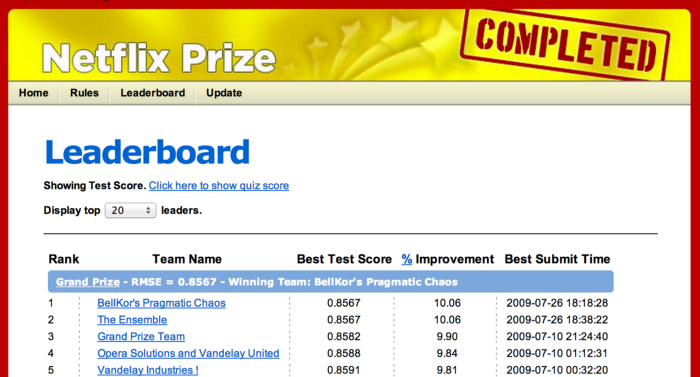 Netflix Prize
COMPLETED
Home Rules Leaderboard Update
Leaderboard
Showing Test Score. Click here to show quiz score
Display top 20 leaders.
Rank Team Name Best Test Score % Improvement Best Submit Time
Grand Prize - RMSE = 0.8567 - Winning Team: BellKor's Pragmatic Chaos
1 BellKor's Pragmatic Chaos 0.8567 10.06 2009-07-26 18:18:28
2 The Ensemble 0.8567 10.06 2009-07-26 18:38:22
3 Grand Prize Team 0.8582 9.90 2009-07-10 21:24:40
4 Opera Solutions and Vandelay United 0.8588 9.84 2009-07-10 01:12:31
5 Vandelay Industries ! 0.8591 9.81 2009-07-10 00:32:20